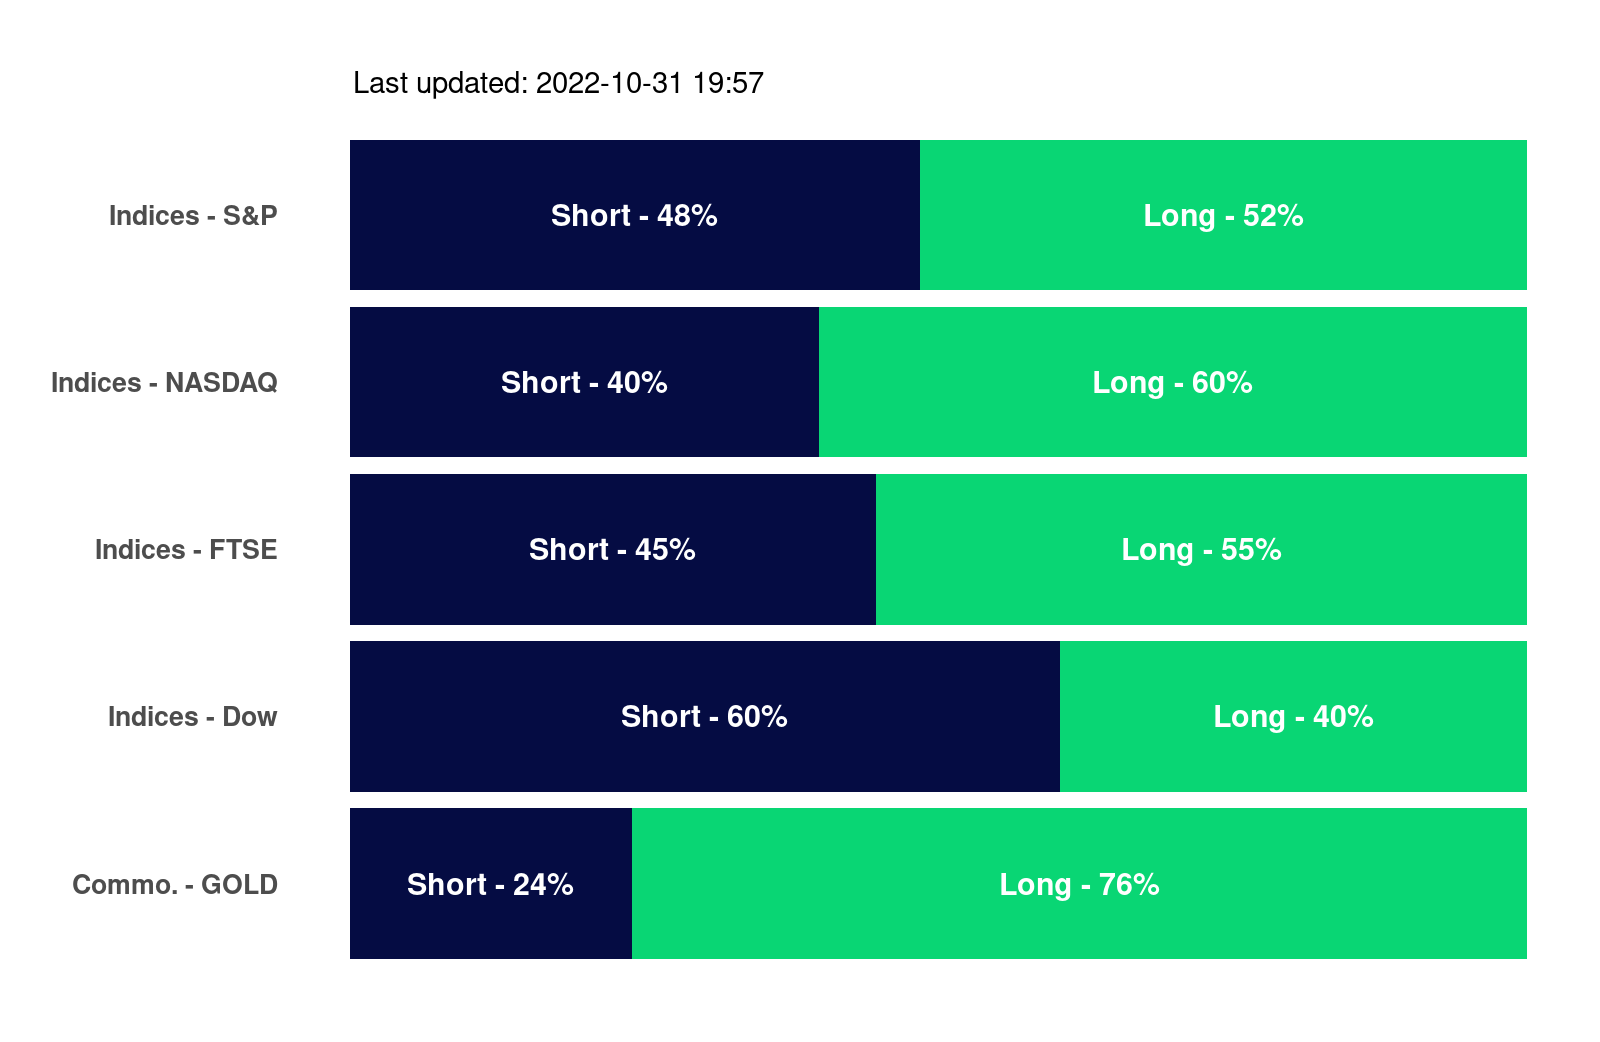 Last updated: 2022-10-31 19:57
Indices - S&P Short - 48% Long - 52%
Indices - NASDAQ Short - 40% Long - 60%
Indices - FTSE Short - 45% Long - 55%
Indices - Dow Short - 60% Long - 40%
Commo. - GOLD Short - 24% Long - 76%